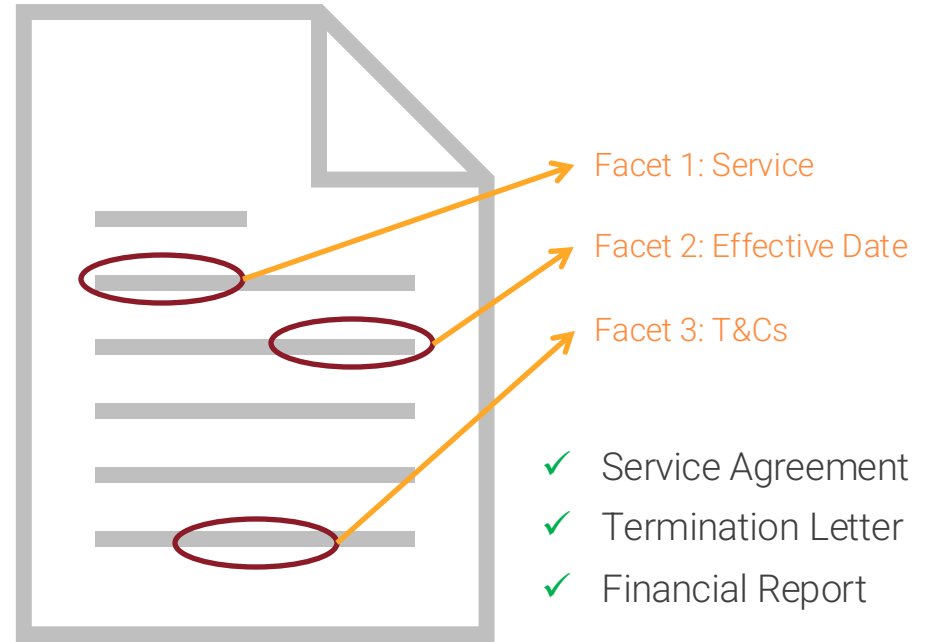 Facet 1: Service
Facet 2: Effective Date
Facet 3: T&Cs
Service Agreement
Termination Letter
Financial Report